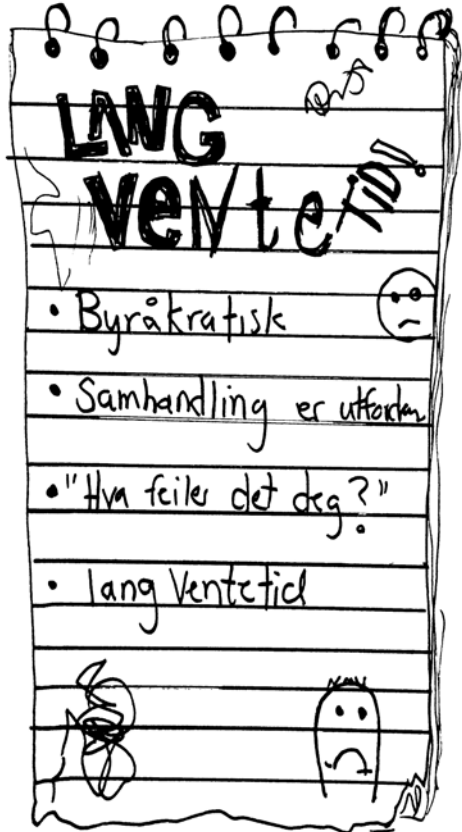 LANG
VeNteTiD!
• Byråkratisk
• Samhandling er
• "Hva feiler det deg?"
• lang Ventetid